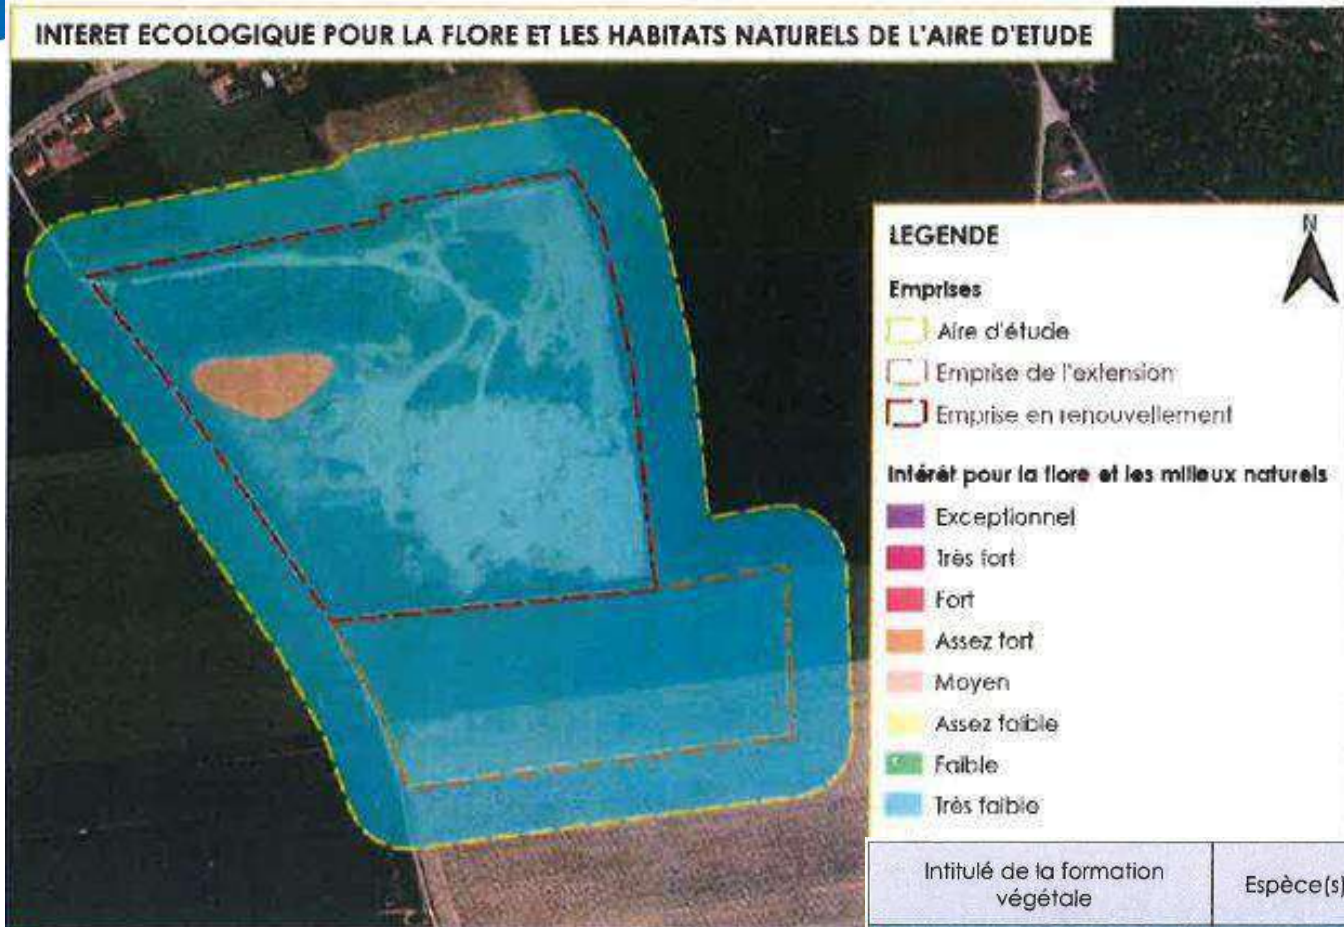 INTERET ECOLOGIQUE POUR LA FLORE ET LES HABITATS NATURELS DE L'AIRE D'ETUDE
LEGENDE
N
Emprises
Aire d'étude
Emprise de l'extension
Emprise en renouvellement
Intérêt pour la flore et les milieux naturels
Exceptionnel
Très fort
Fort
Assez fort
Moyen
Assez faible
Faible
Très faible
Intitulé de la formation
végétale
Espèce(s)